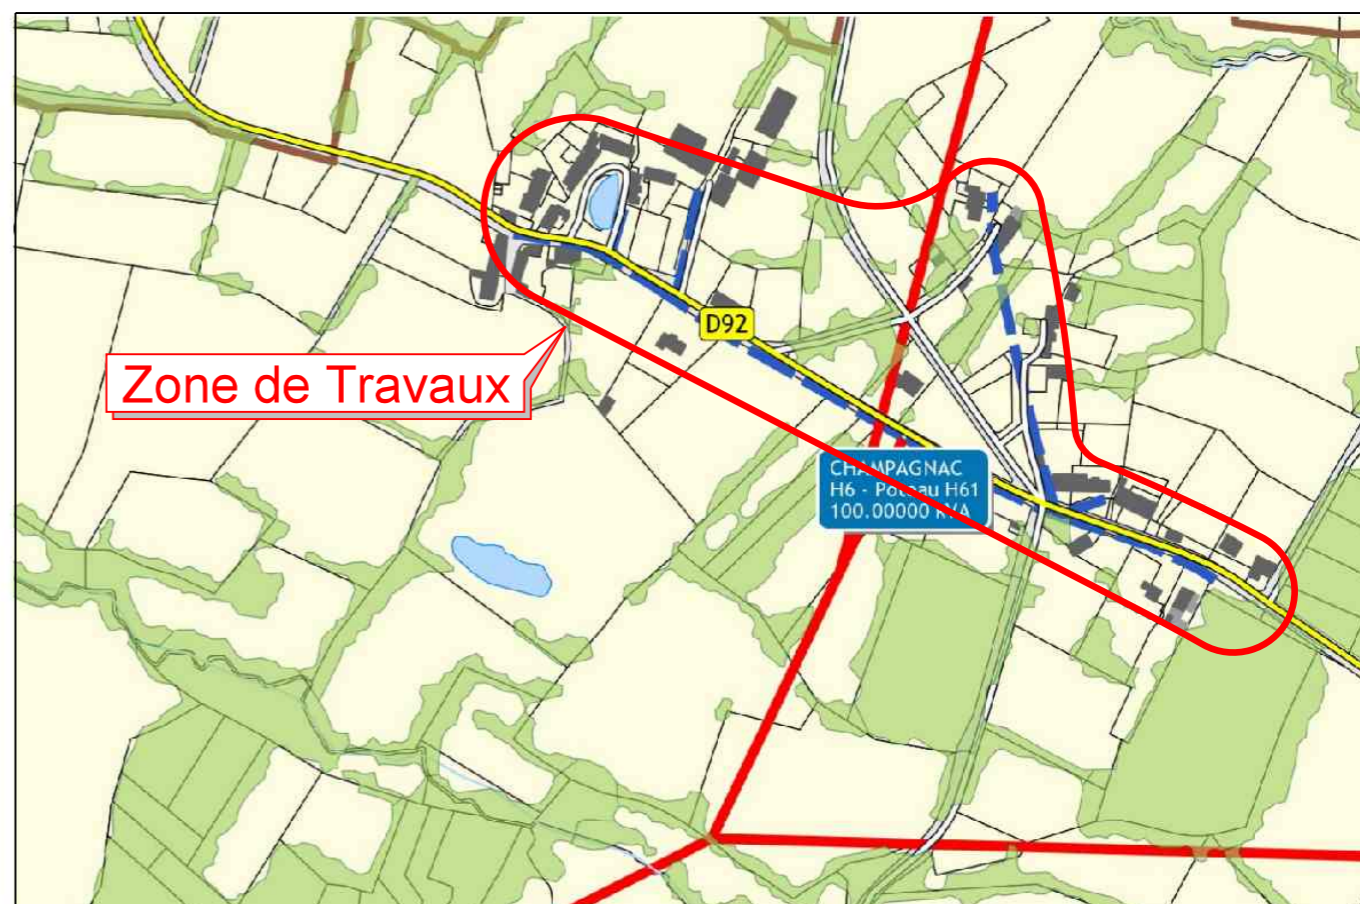 D92
Zone de Travaux
CHAMPAGNAC
H6 - Poteau H61
100.00000 KVA